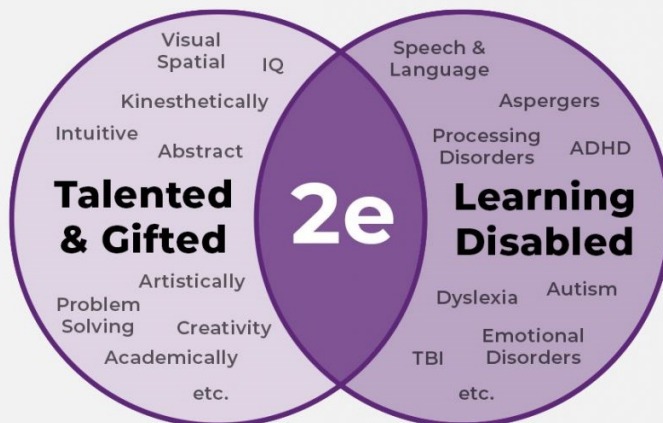 Visual
Spatial
IQ
Kinesthetically
Intuitive
Abstract
Talented
& Gifted
Artistically
Problem
Solving
Creativity
Academically
etc.
2e
Speech &
Language
Aspergers
Processing
Disorders
ADHD
Learning
Disabled
Dyslexia
Autism
Emotional
Disorders
TBI
etc.